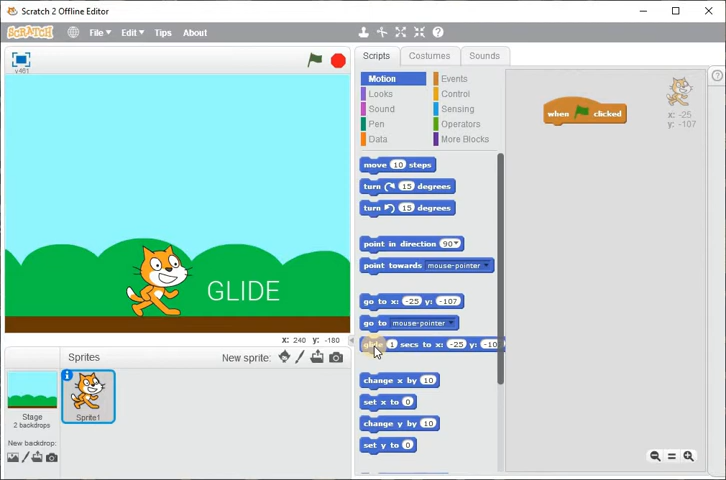 Scratch 2 Offline Editor
SCRATCH File Edit Tips About
v461
Scripts Costumes Sounds
Motion Events
Looks Control
Sound Sensing
Pen Operators
Data More Blocks
when clicked
x: -25
y: -107
move 10 steps
turn 15 degrees
turn 15 degrees
point in direction 90
point towards mouse-pointer
go to x: -25 y: -107
go to mouse-pointer
glide 1 secs to x: -25 y: -10
change x by 10
set x to 0
change y by 10
set y to 0
GLIDE
x: 240 y: -180
Sprites New sprite:
Stage
2 backdrops
Sprite1
New backdrop: